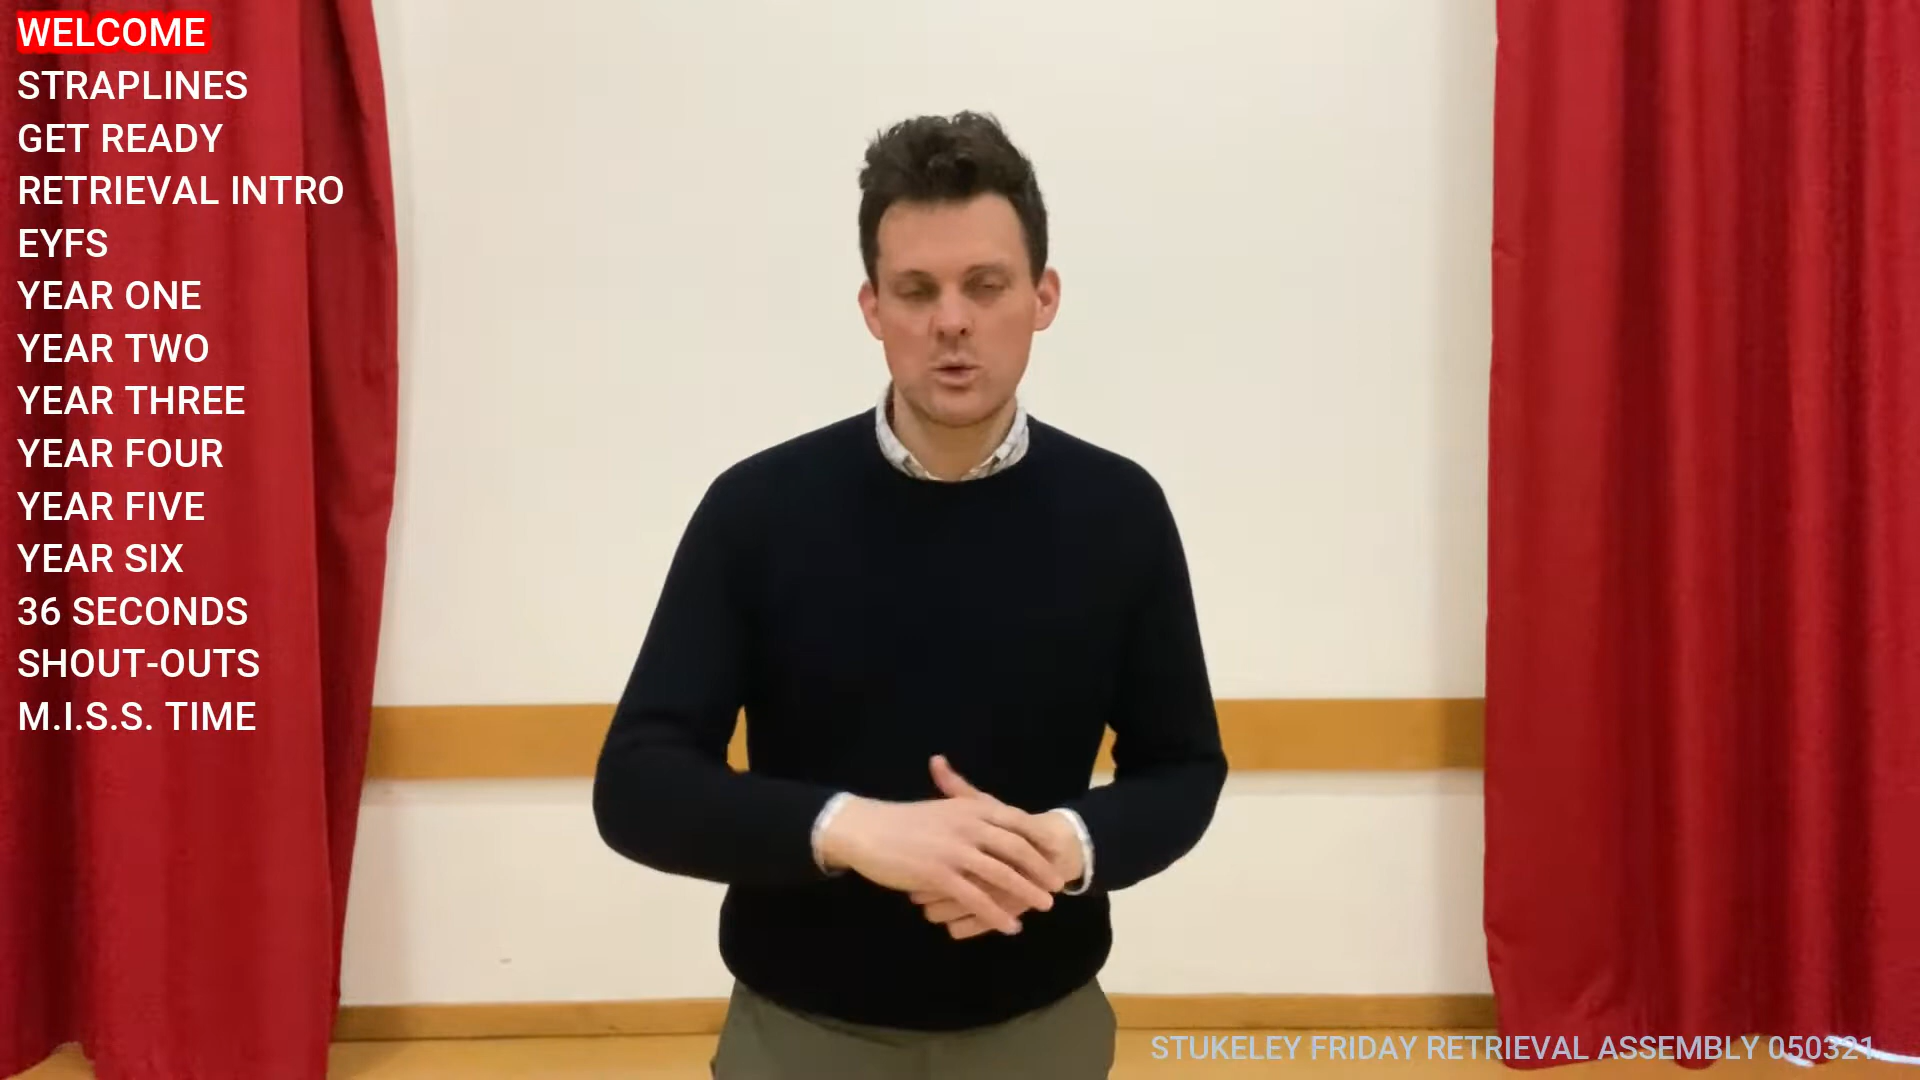 WELCOME
STRAPLINES
GET READY
RETRIEVAL INTRO
EYFS
YEAR ONE
YEAR TWO
YEAR THREE
YEAR FOUR
YEAR FIVE
YEAR SIX
36 SECONDS
SHOUT-OUTS
M.I.S.S. TIME
STUKELEY FRIDAY RETRIEVAL ASSEMBLY 050321